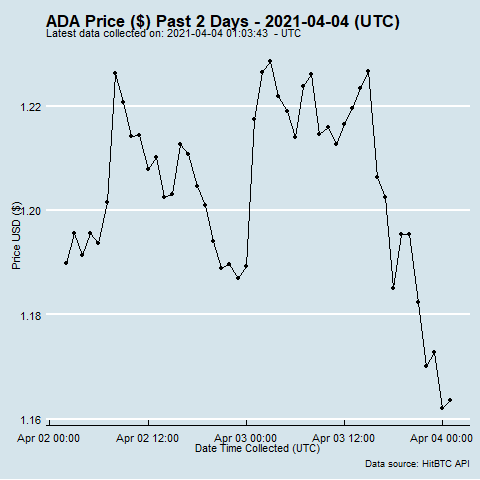 ADA Price ($) Past 2 Days - 2021-04-04 (UTC)
Latest data collected on: 2021-04-04 01:03:43 - UTC
Price USD ($)
1.22
1.20
1.18
1.16
Apr 02 00:00
Apr 02 12:00
Apr 03 00:00
Apr 03 12:00
Apr 04 00:00
Date Time Collected (UTC)
Data source: HitBTC API